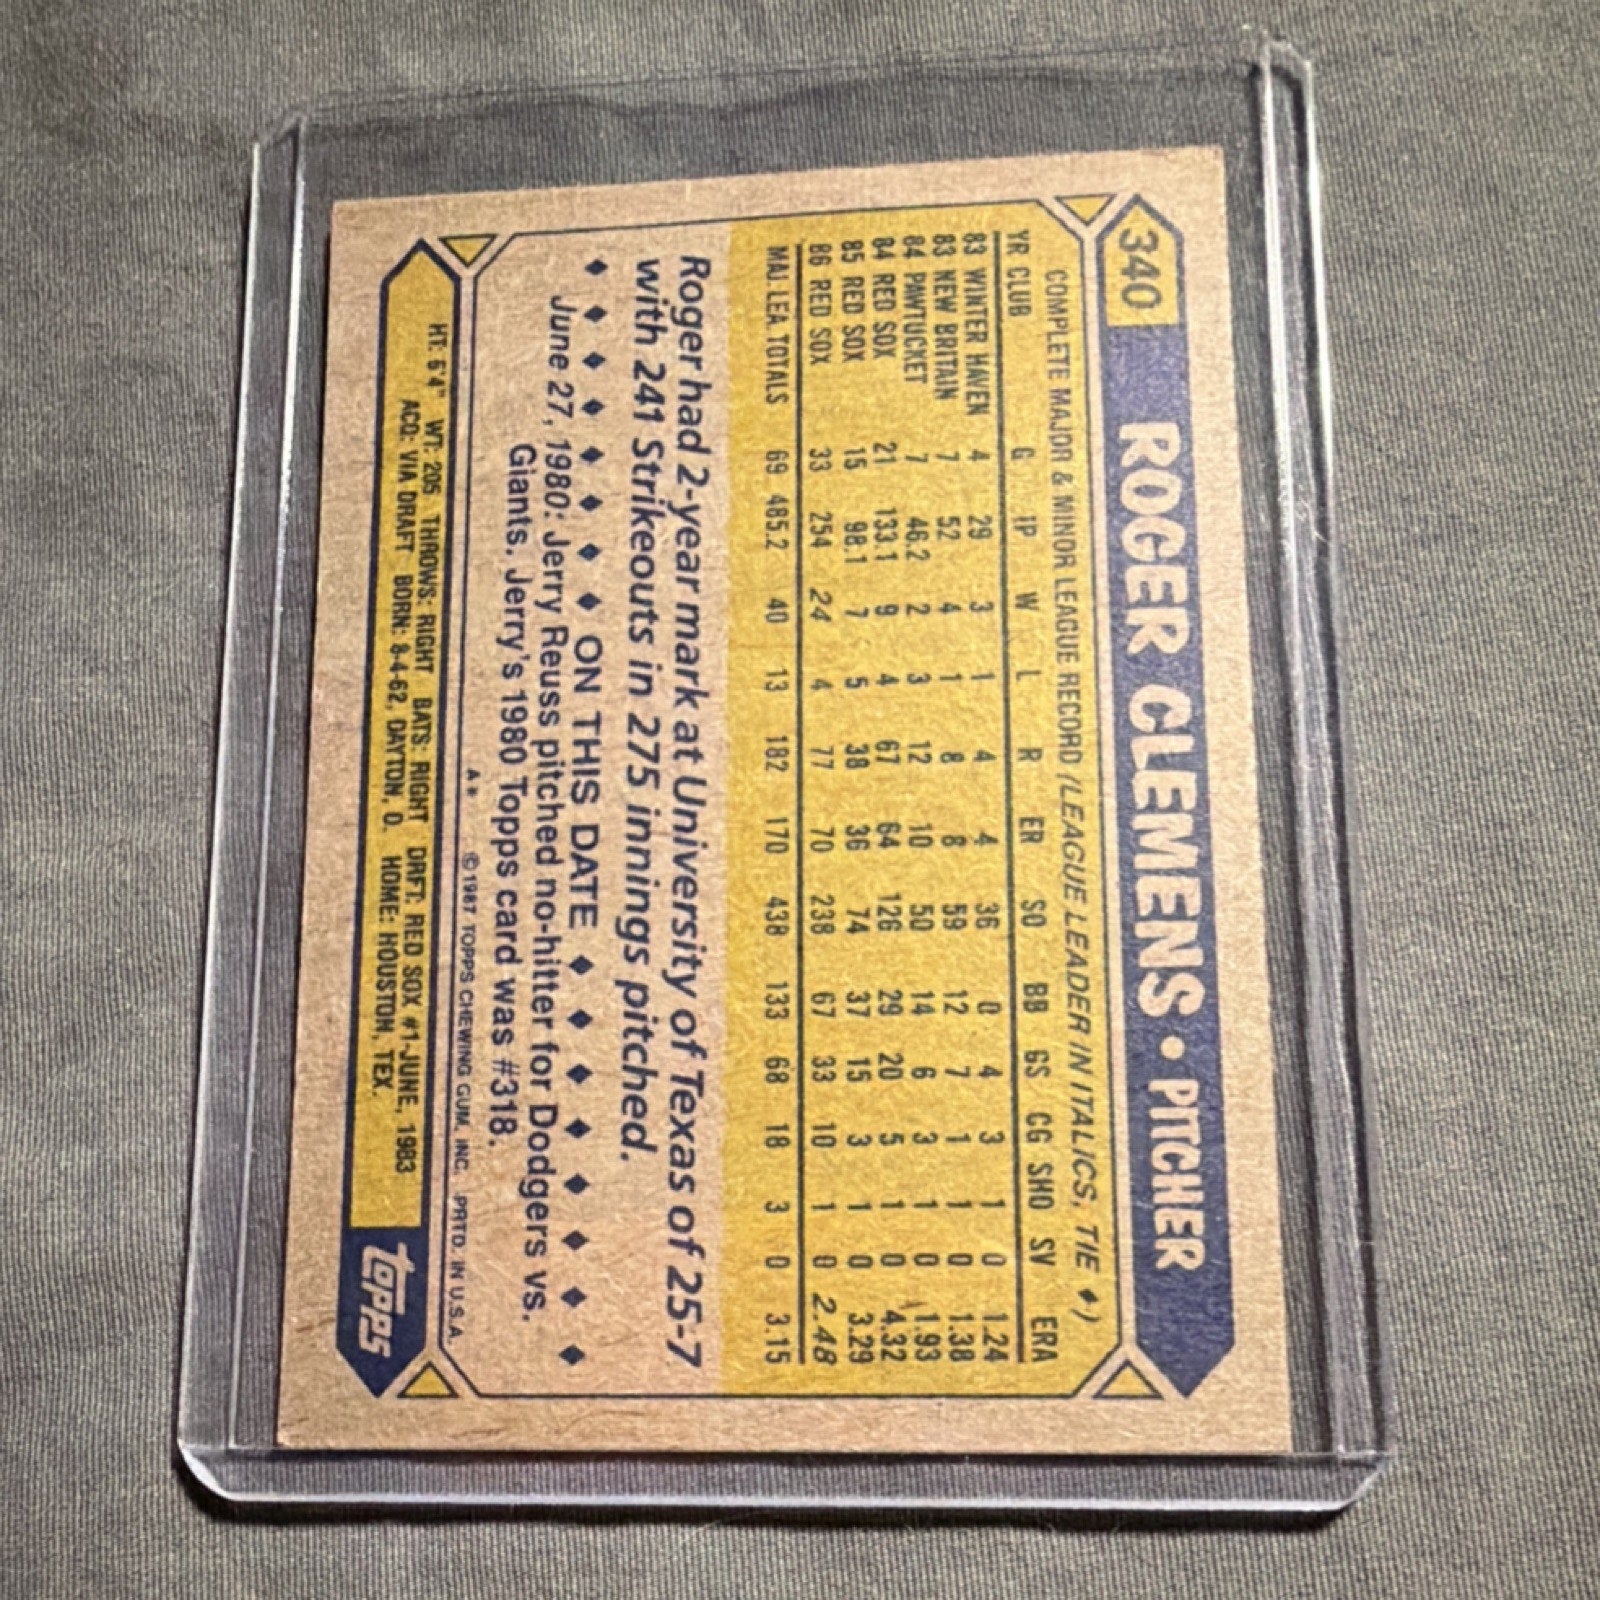 340 ROGER CLEMENS • PITCHER
COMPLETE MAJOR & MINOR LEAGUE RECORD (LEAGUE LEADER IN ITALICS, TIE ♦)
YR CLUB G IP W L R ER SO BB GS CG SHO SV ERA
83 WINTER HAVEN 4 29 3 1 4 4 36 0 4 3 1 0 1.24
83 NEW BRITAIN 7 52 4 1 8 8 59 12 7 1 1 0 1.38
84 PAWTUCKET 7 46.2 2 3 12 10 50 14 6 3 1 0 1.93
84 RED SOX 21 133.1 9 4 67 64 126 29 20 5 1 0 4.32
85 RED SOX 15 98.1 7 5 38 36 74 37 15 3 1 0 3.29
86 RED SOX 33 254 24 4 77 70 238 67 33 10 1 0 2.48
MAJ. LEA. TOTALS 69 485.2 40 13 182 170 438 133 68 18 3 0 3.15
Roger had 2-year mark at University of Texas of 25-7
with 241 Strikeouts in 275 innings pitched.
♦ ♦ ♦ ♦ ♦ ♦ ♦ ♦ ON THIS DATE ♦ ♦ ♦ ♦ ♦ ♦ ♦ ♦
June 27, 1980: Jerry Reuss pitched no-hitter for Dodgers vs.
Giants. Jerry's 1980 Topps card was #318.
A* ©1987 TOPPS CHEWING GUM, INC. PRTD. IN U.S.A.
HT: 6'4" WT: 205 THROWS: RIGHT BATS: RIGHT DRFT: RED SOX #1-JUNE, 1983
ACQ: VIA DRAFT BORN: 8-4-62, DAYTON, O. HOME: HOUSTON, TEX.
topps